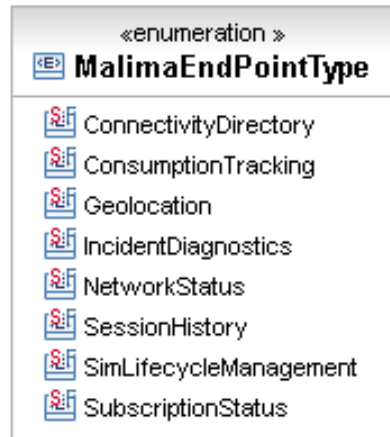 «enumeration »
MalimaEndPointType
ConnectivityDirectory
ConsumptionTracking
Geolocation
IncidentDiagnostics
NetworkStatus
SessionHistory
SimLifecycleManagement
SubscriptionStatus